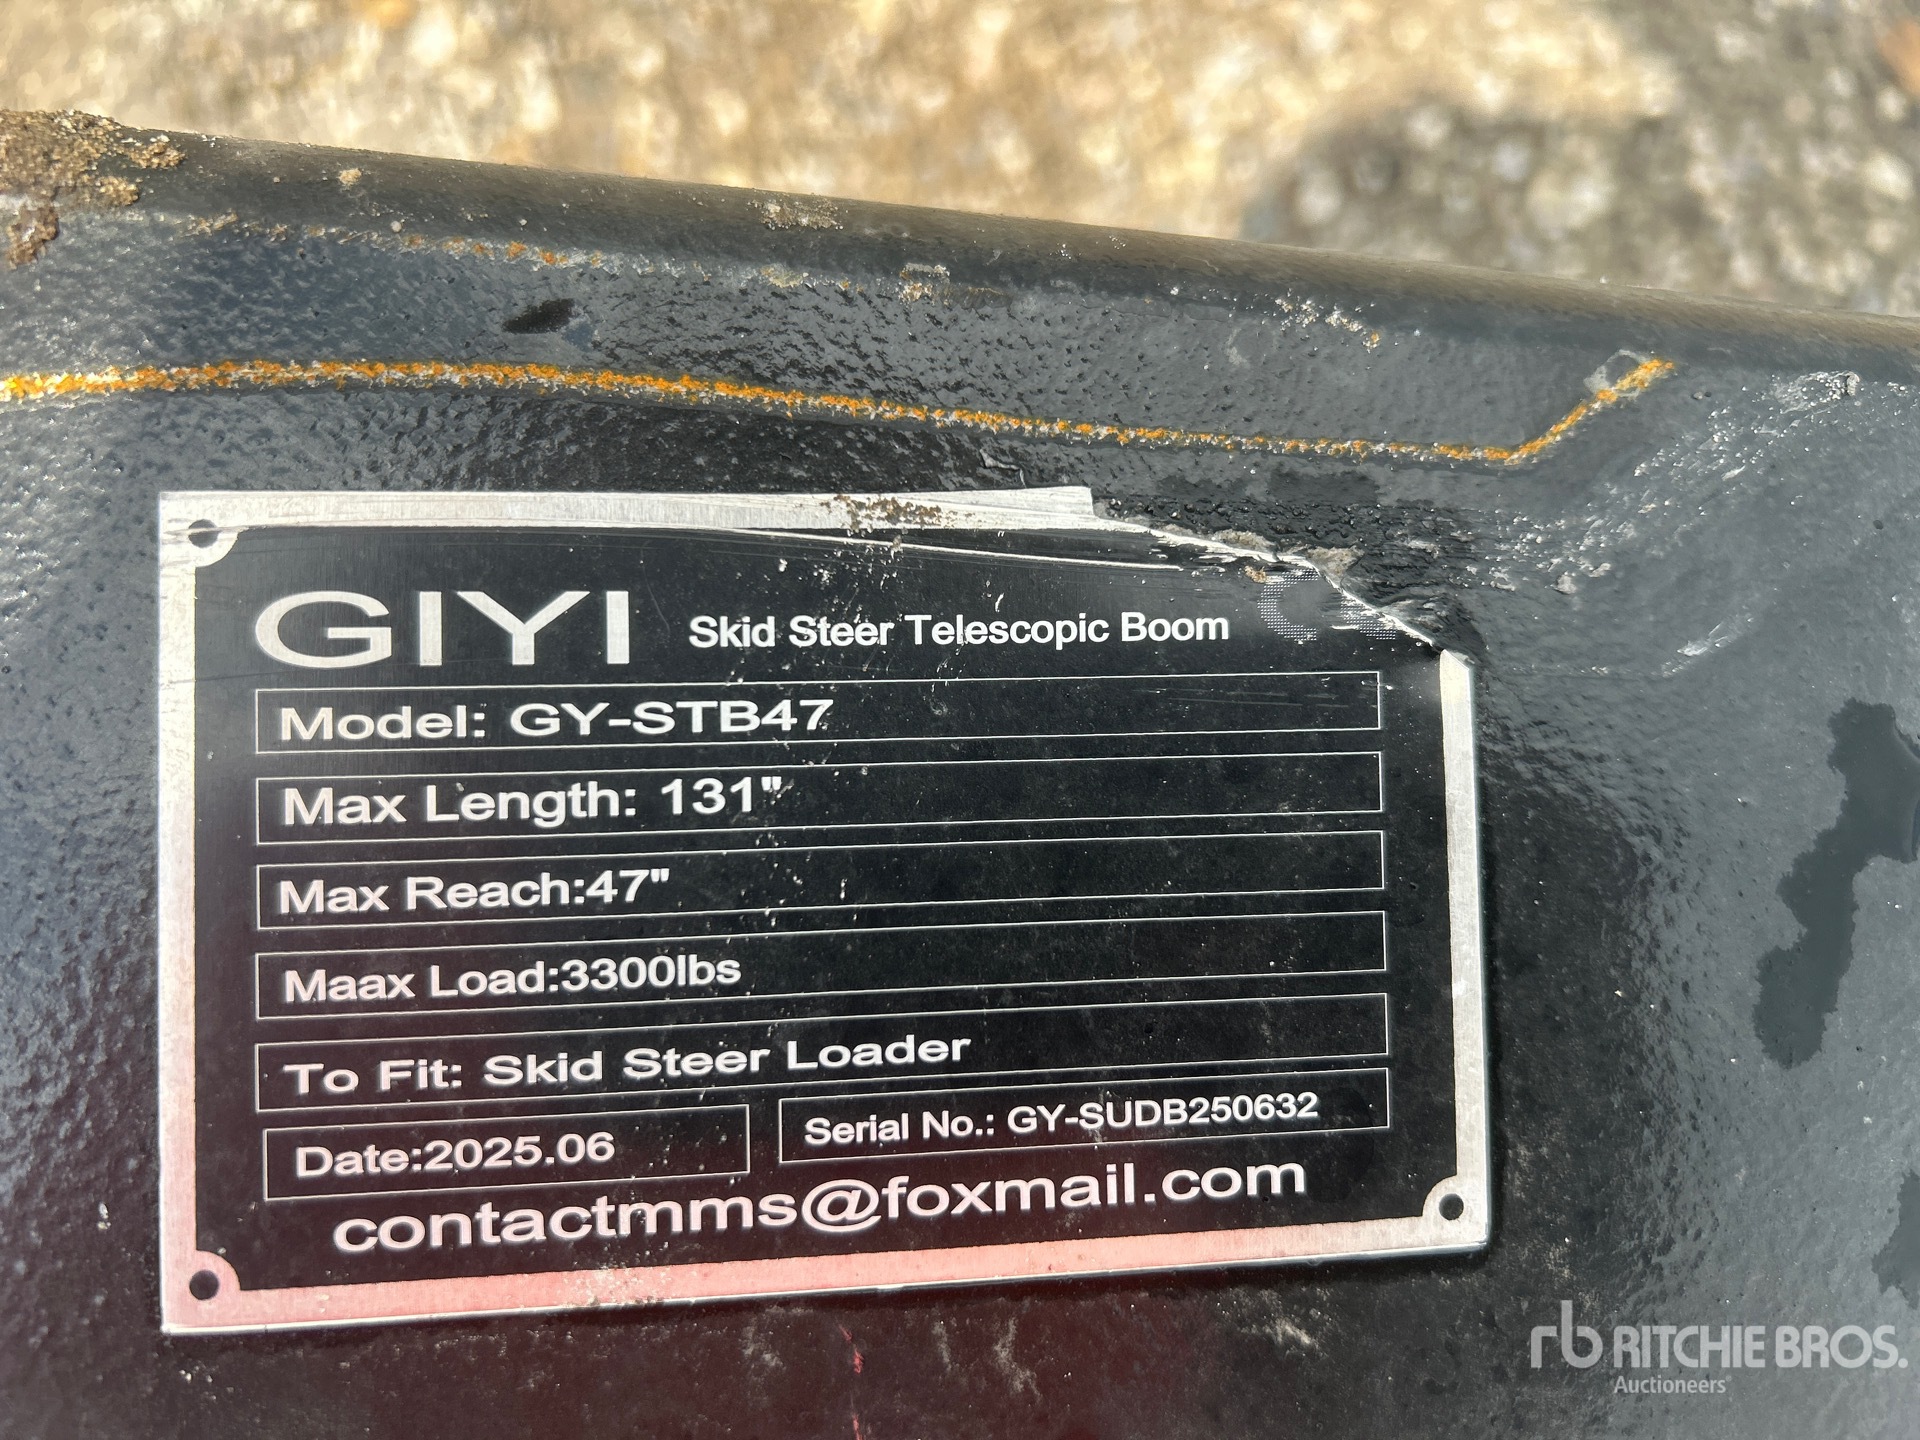 GIYI Skid Steer Telescopic Boom
Model: GY-STB47
Max Length: 131"
Max Reach:47"
Maax Load:3300lbs
To Fit: Skid Steer Loader
Date:2025.06 Serial No.: GY-SUDB250632
contactmms@foxmail.com
rb RITCHIE BROS.
Auctioneers